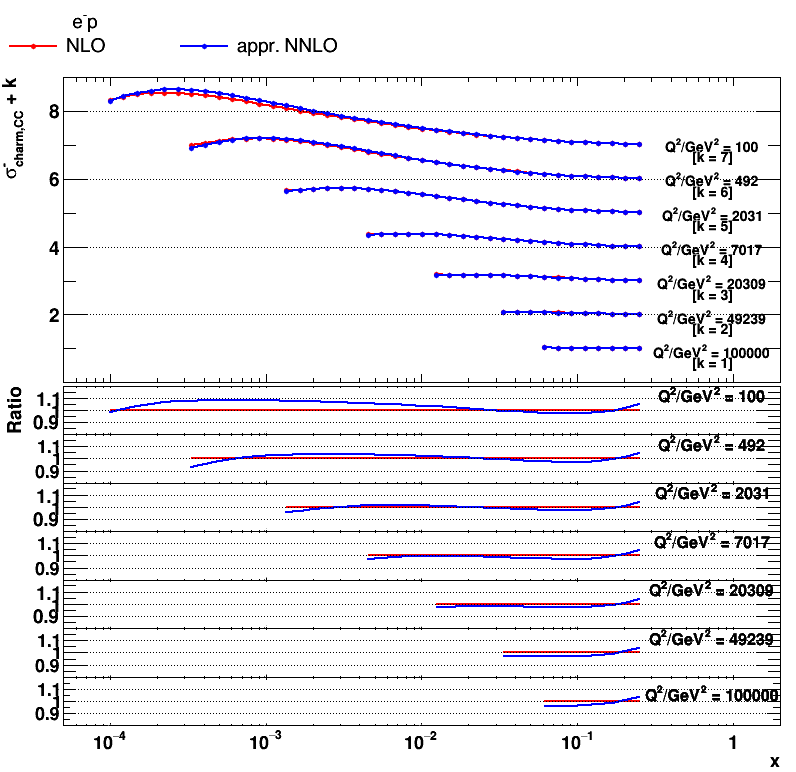 e⁻p
NLO
appr. NNLO
σ⁻charm,CC + k
8
6
4
2
Q²/GeV² = 100
[k = 7]
Q²/GeV² = 492
[k = 6]
Q²/GeV² = 2031
[k = 5]
Q²/GeV² = 7017
[k = 4]
Q²/GeV² = 20309
[k = 3]
Q²/GeV² = 49239
[k = 2]
Q²/GeV² = 100000
[k = 1]
Ratio
1.1
1
0.9
Q²/GeV² = 100
1.1
1
0.9
Q²/GeV² = 492
1.1
1
0.9
Q²/GeV² = 2031
1.1
1
0.9
Q²/GeV² = 7017
1.1
1
0.9
Q²/GeV² = 20309
1.1
1
0.9
Q²/GeV² = 49239
1.1
1
0.9
Q²/GeV² = 100000
10⁻⁴
10⁻³
10⁻²
10⁻¹
1
x